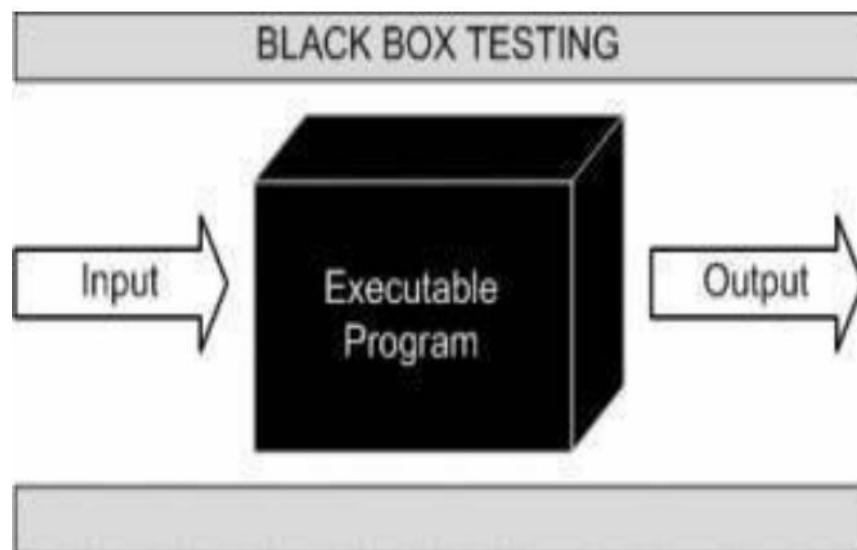 BLACK BOX TESTING
Input
Executable
Program
Output